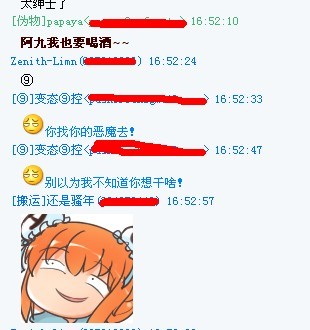 太绅士了
[伪物]papaya< > 16:52:10
阿九我也要喝酒~~
Zenith-Limn( ) 16:52:24
⑨
[⑨]变态⑨控< > 16:52:33
你找你的恶魔去!
[⑨]变态⑨控< > 16:52:47
别以为我不知道你想干啥!
[搬运]还是骚年( ) 16:52:57